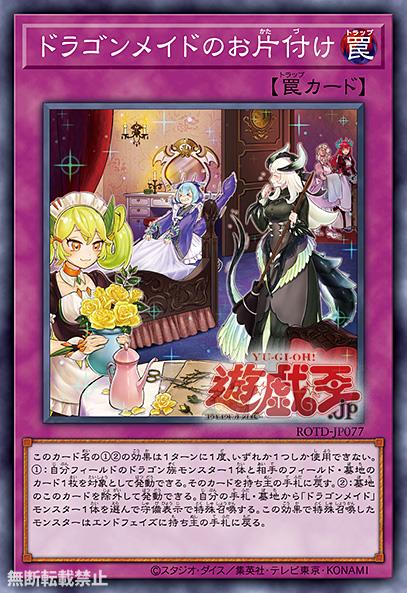 ドラゴンメイドのお片付け 罠
【罠カード】
YU-GI-OH!
遊戯王.jp
ROTD-JP077
このカード名の①②の効果は1ターンに1度、いずれか1つしか使用できない。
①：自分フィールドのドラゴン族モンスター1体と相手のフィールド・墓地の
カード1枚を対象として発動できる。そのカードを持ち主の手札に戻す。②：墓地
のこのカードを除外して発動できる。自分の手札・墓地から「ドラゴンメイド」
モンスター1体を選んで守備表示で特殊召喚する。この効果で特殊召喚した
モンスターはエンドフェイズに持ち主の手札に戻る。
無断転載禁止
©スタジオ・ダイス／集英社・テレビ東京・KONAMI